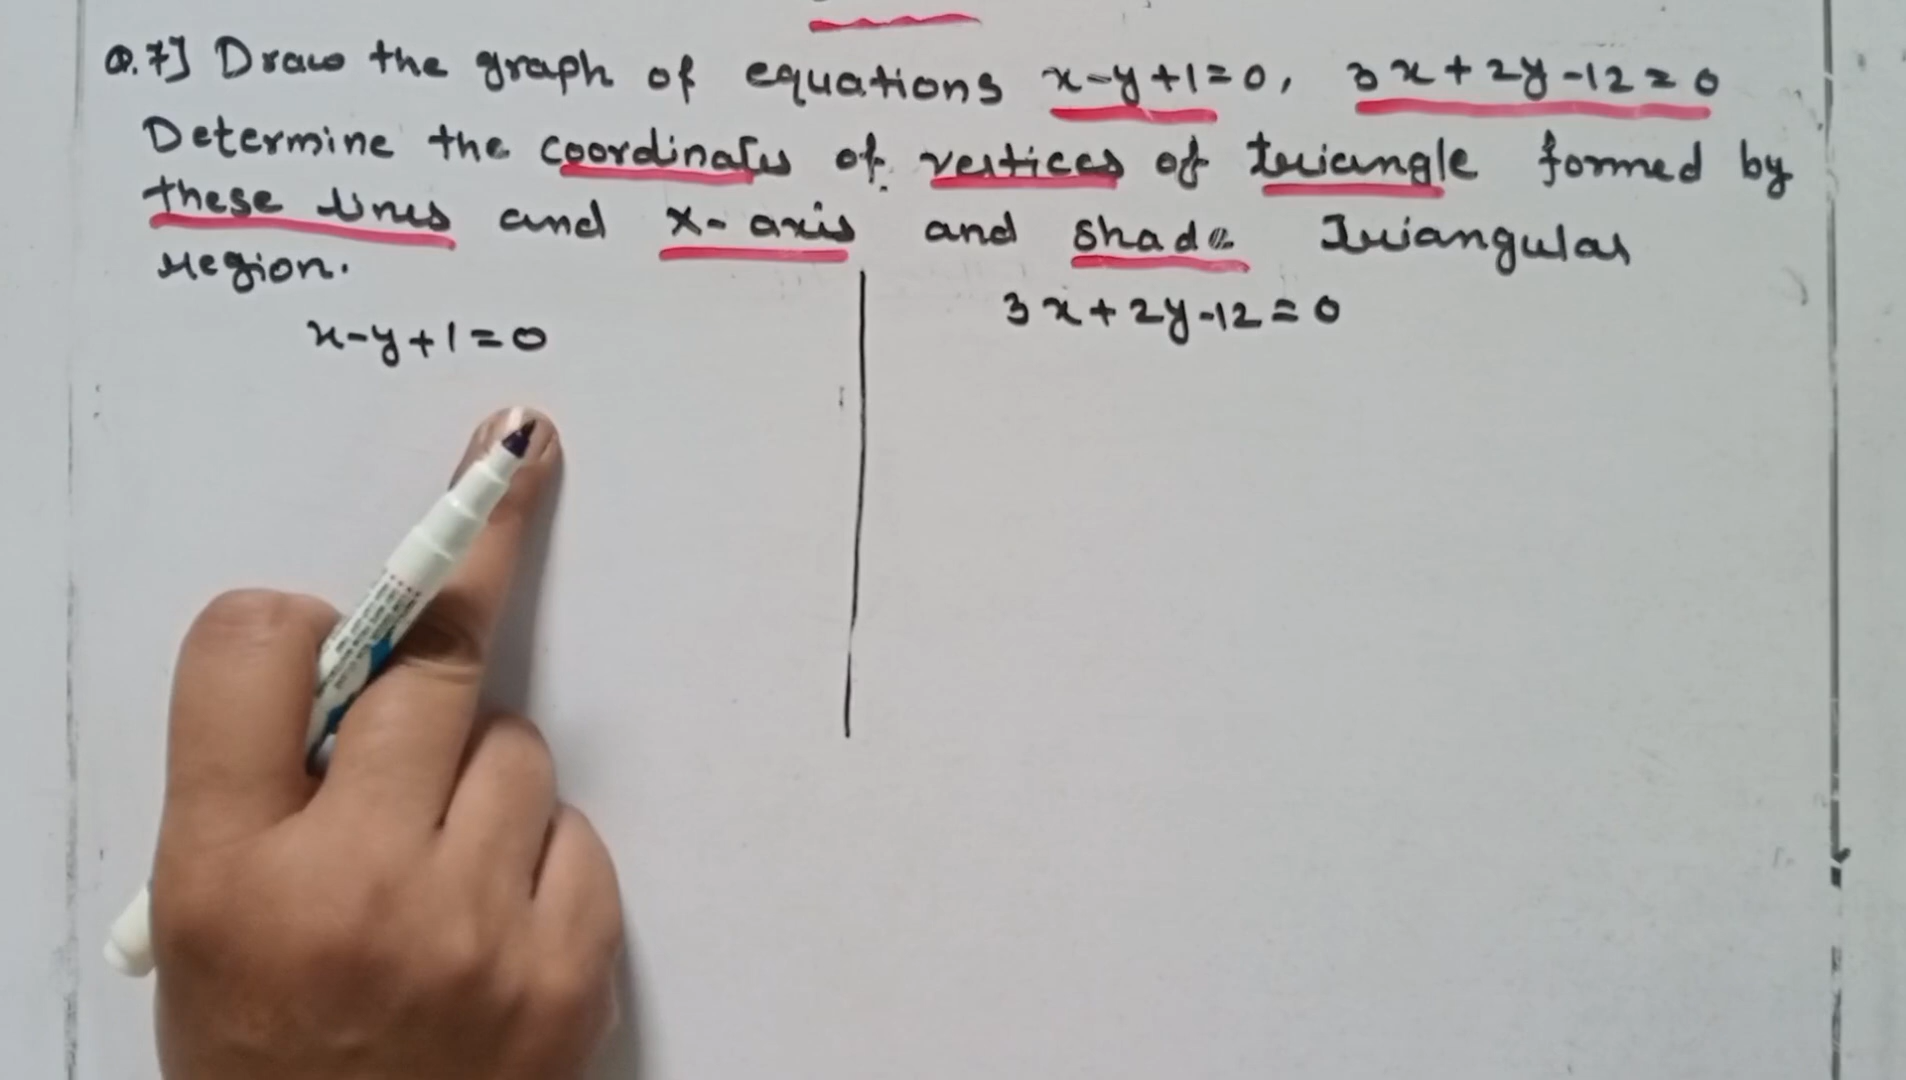 Q.7] Draw the graph of equations x-y+1=0, 3x+2y-12=0
Determine the coordinates of vertices of triangle formed by
these lines and x-axis and shade Triangular
region.
x-y+1=0
3x+2y-12=0